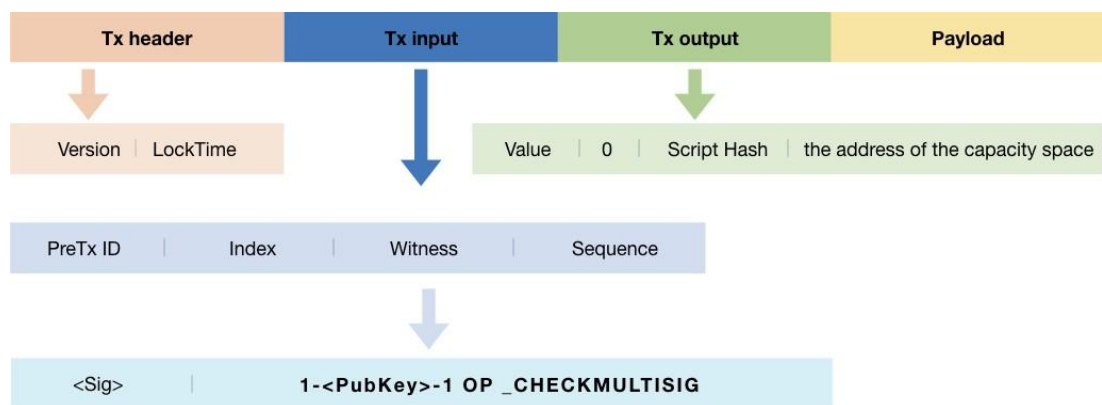 Tx header Tx input Tx output Payload
Version LockTime Value 0 Script Hash the address of the capacity space
PreTx ID Index Witness Sequence
<Sig> 1-<PubKey>-1 OP _CHECKMULTISIG